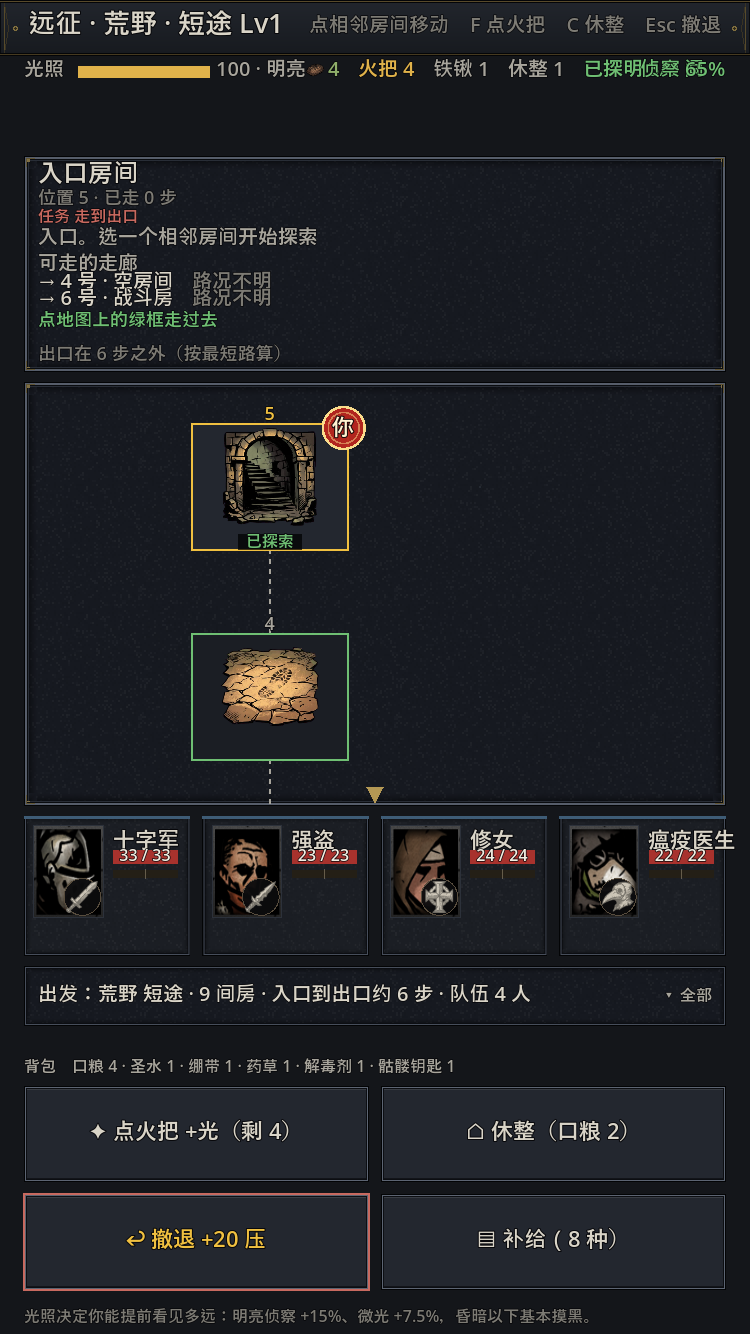 远征 · 荒野 · 短途 Lv1 点相邻房间移动 F 点火把 C 休整 Esc 撤退
光照 100 · 明亮 4 火把 4 铁锹 1 休整 1 已探明侦察 65%
入口房间
位置 5 · 已走 0 步
任务 走到出口
入口。选一个相邻房间开始探索
可走的走廊
→ 4 号 · 空房间 路况不明
→ 6 号 · 战斗房 路况不明
点地图上的绿框走过去
出口在 6 步之外（按最短路算）
5
你
已探索
4
十字军 强盗 修女 瘟疫医生
33 / 33 23 / 23 24 / 24 22 / 22
出发：荒野 短途 · 9 间房 · 入口到出口约 6 步 · 队伍 4 人 ▾ 全部
背包 口粮 4 · 圣水 1 · 绷带 1 · 药草 1 · 解毒剂 1 · 骷髅钥匙 1
✦ 点火把 +光（剩 4） ⌂ 休整（口粮 2）
↩ 撤退 +20 压 ▤ 补给 ( 8 种）
光照决定你能提前看见多远：明亮侦察 +15%、微光 +7.5%，昏暗以下基本摸黑。